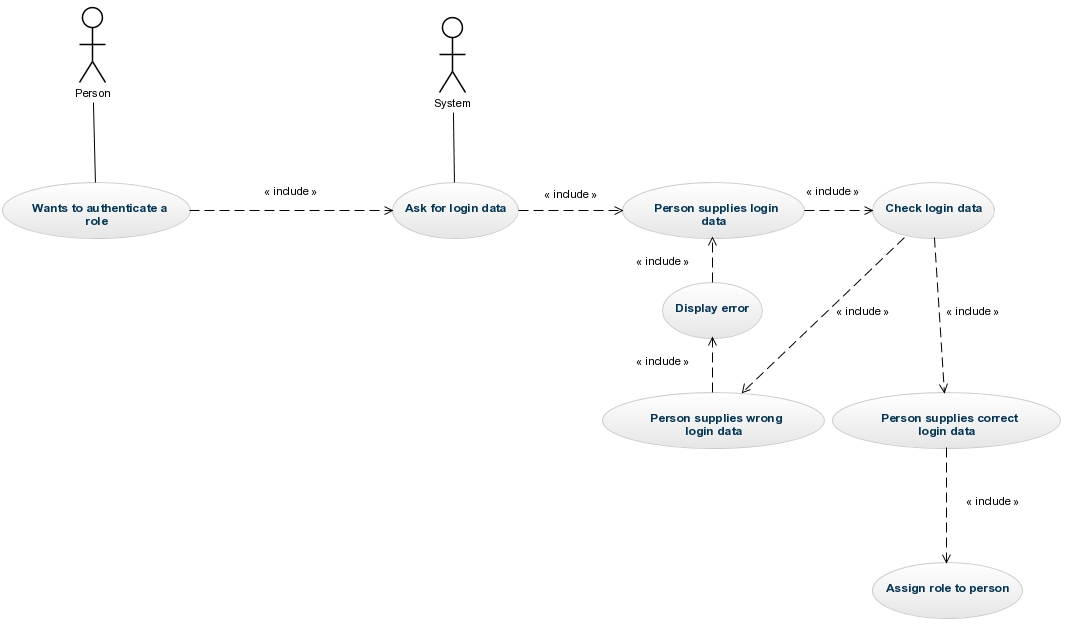 Person
System
« include »
« include »
« include »
Wants to authenticate a
role
Ask for login data
Person supplies login
data
Check login data
« include »
Display error
« include »
« include »
« include »
Person supplies wrong
login data
Person supplies correct
login data
« include »
Assign role to person